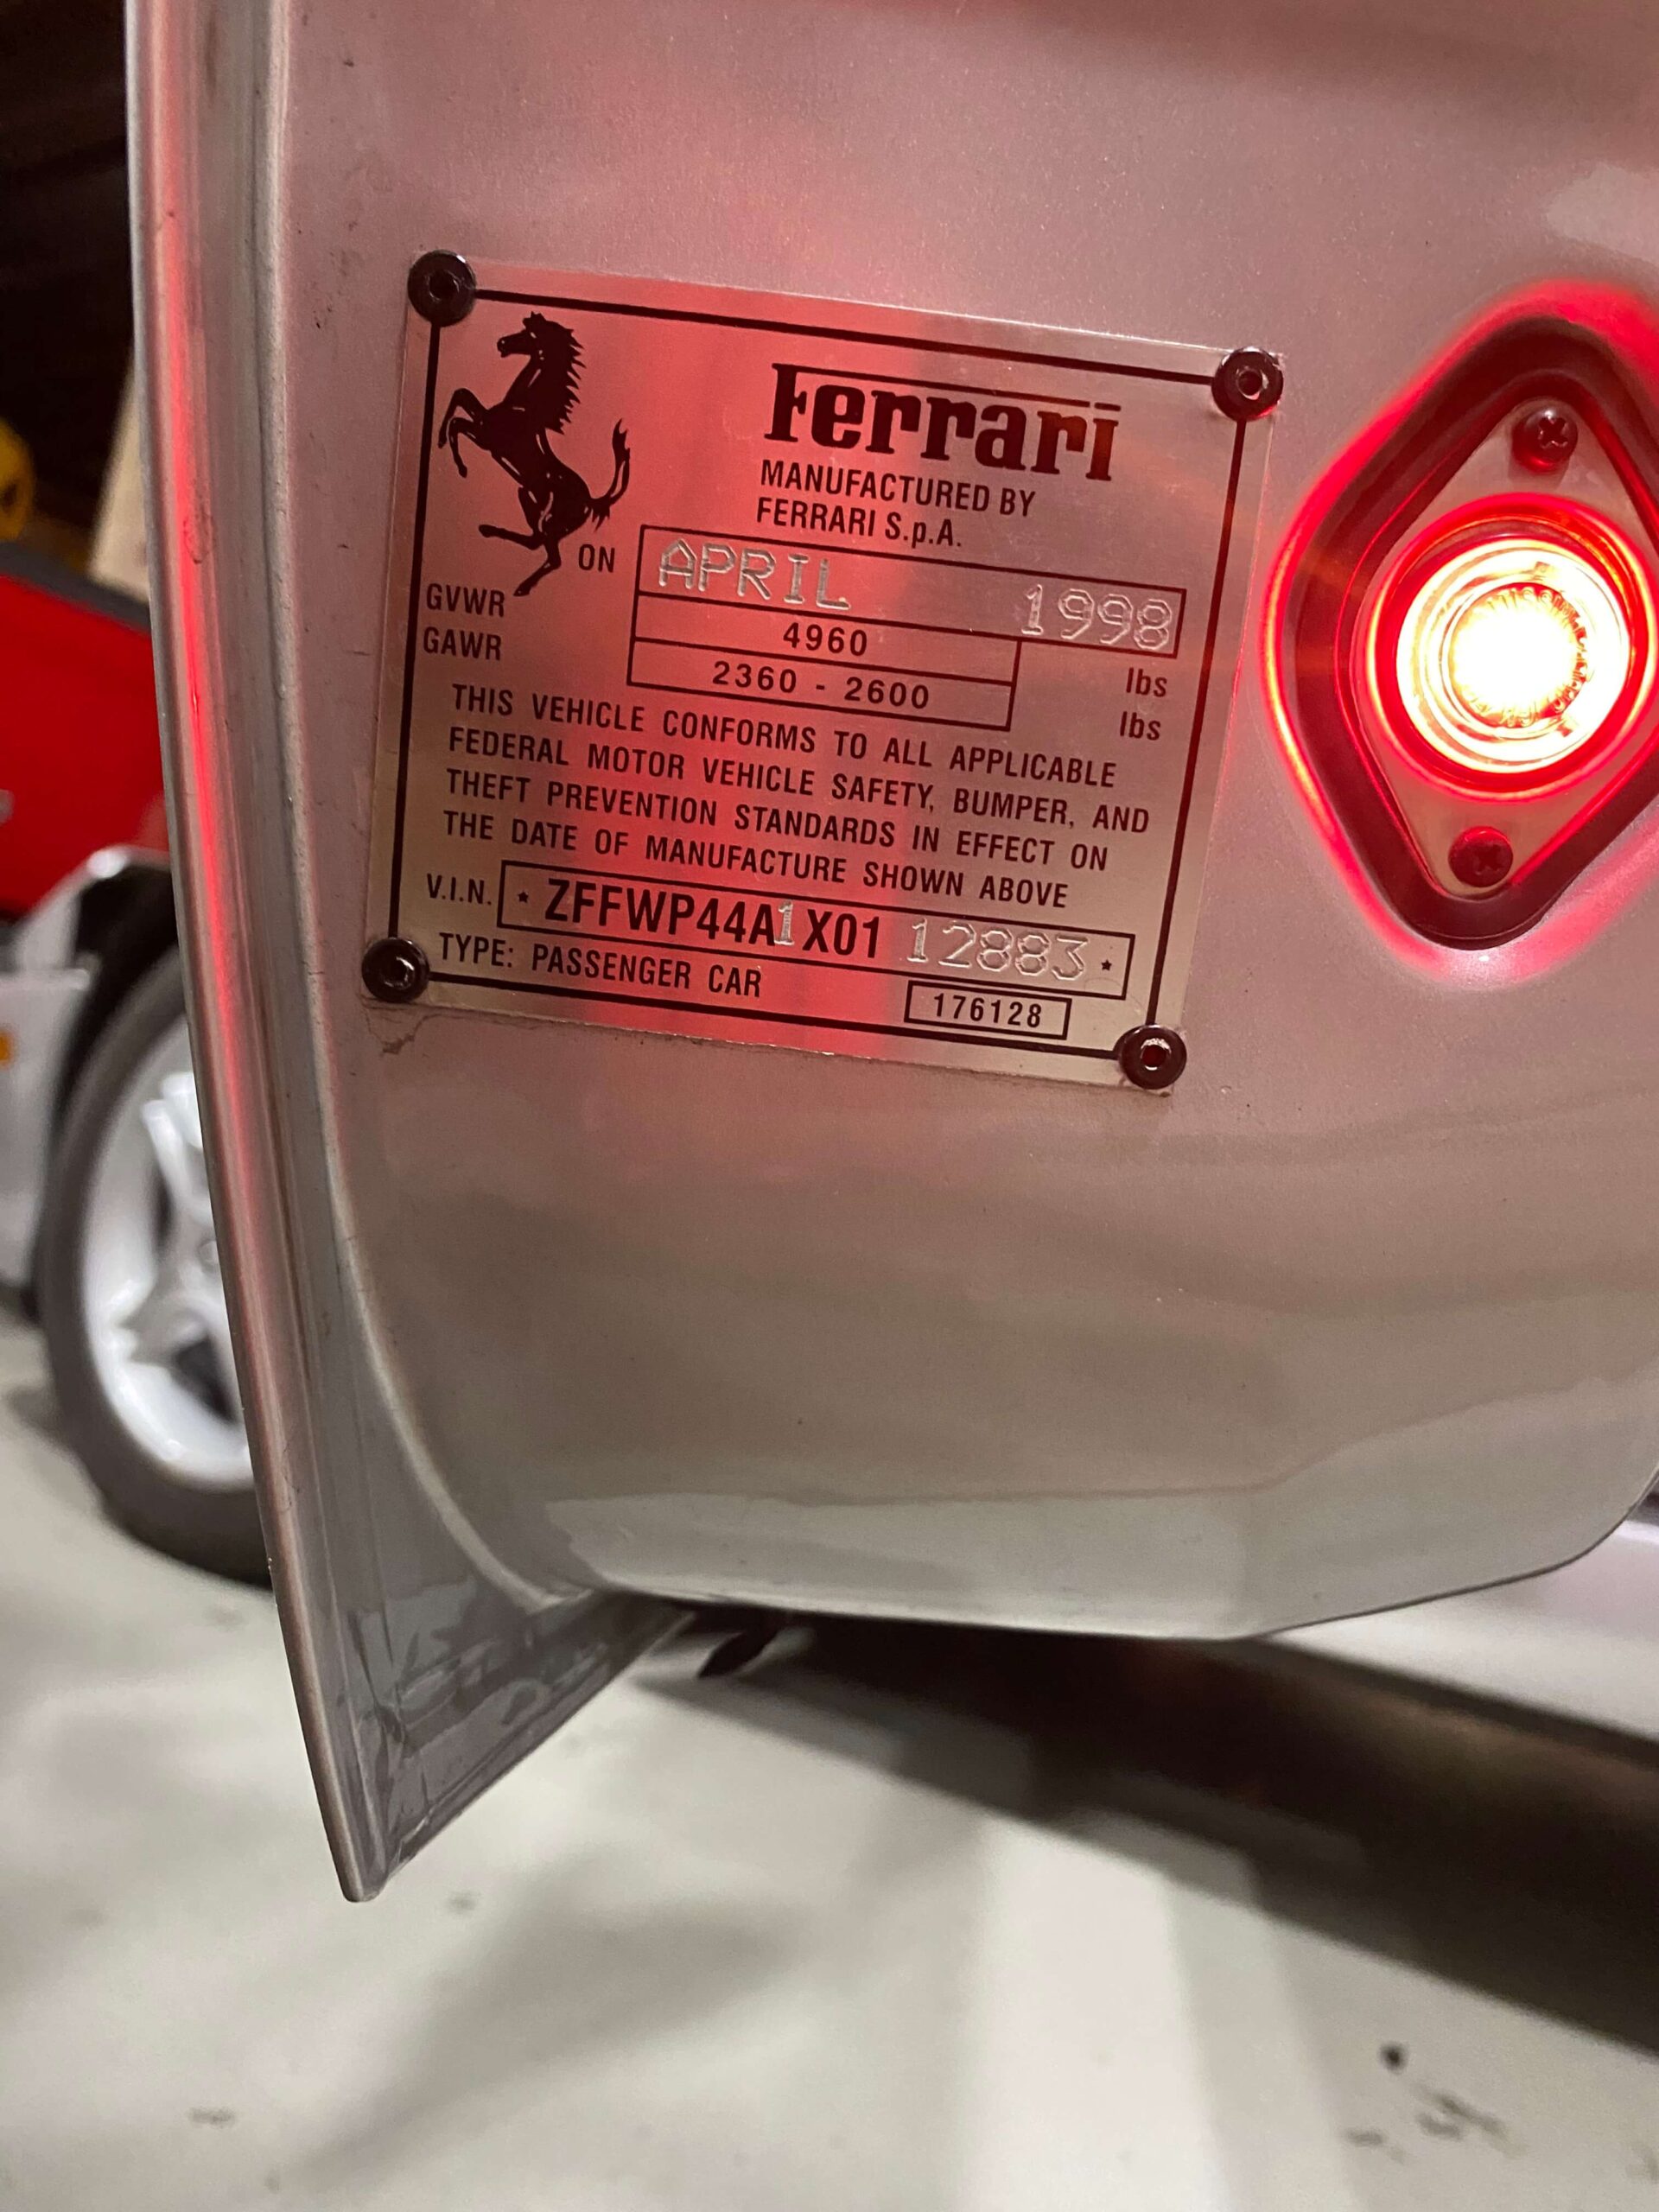 Ferrari
MANUFACTURED BY
FERRARI S.p.A.
ON APRIL 1998
GVWR 4960 lbs
GAWR 2360 - 2600 lbs
THIS VEHICLE CONFORMS TO ALL APPLICABLE
FEDERAL MOTOR VEHICLE SAFETY, BUMPER, AND
THEFT PREVENTION STANDARDS IN EFFECT ON
THE DATE OF MANUFACTURE SHOWN ABOVE
V.I.N. * ZFFWP44A1X0112883 *
TYPE: PASSENGER CAR
176128